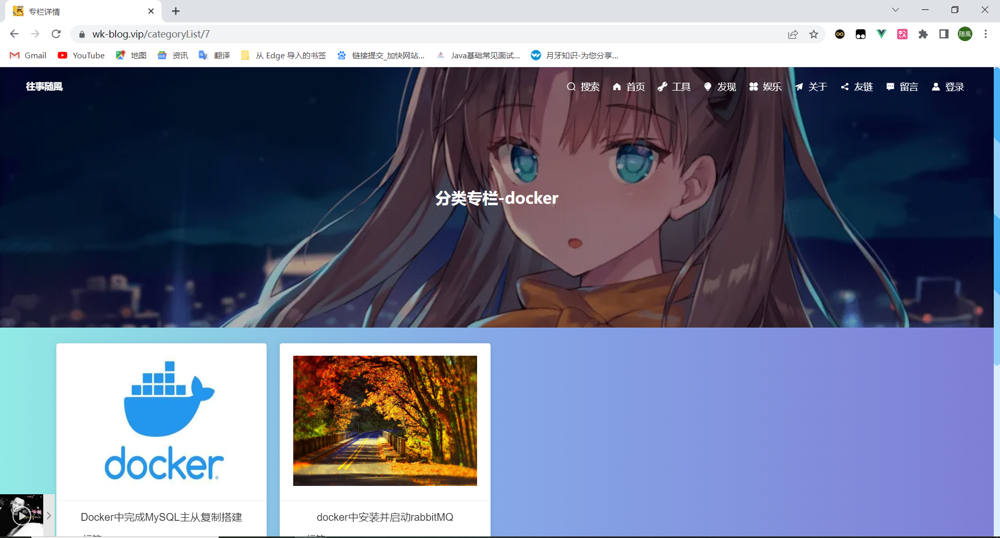 专栏详情
wk-blog.vip/categoryList/7
随風
Gmail
YouTube
地图
资讯
翻译
从 Edge 导入的书签
链接提交_加快网站...
Java基础常见面试...
月牙知识-为您分享...
往事随風
搜索
首页
工具
发现
娱乐
关于
友链
留言
登录
分类专栏-docker
docker
Docker中完成MySQL主从复制搭建
docker中安装并启动rabbitMQ